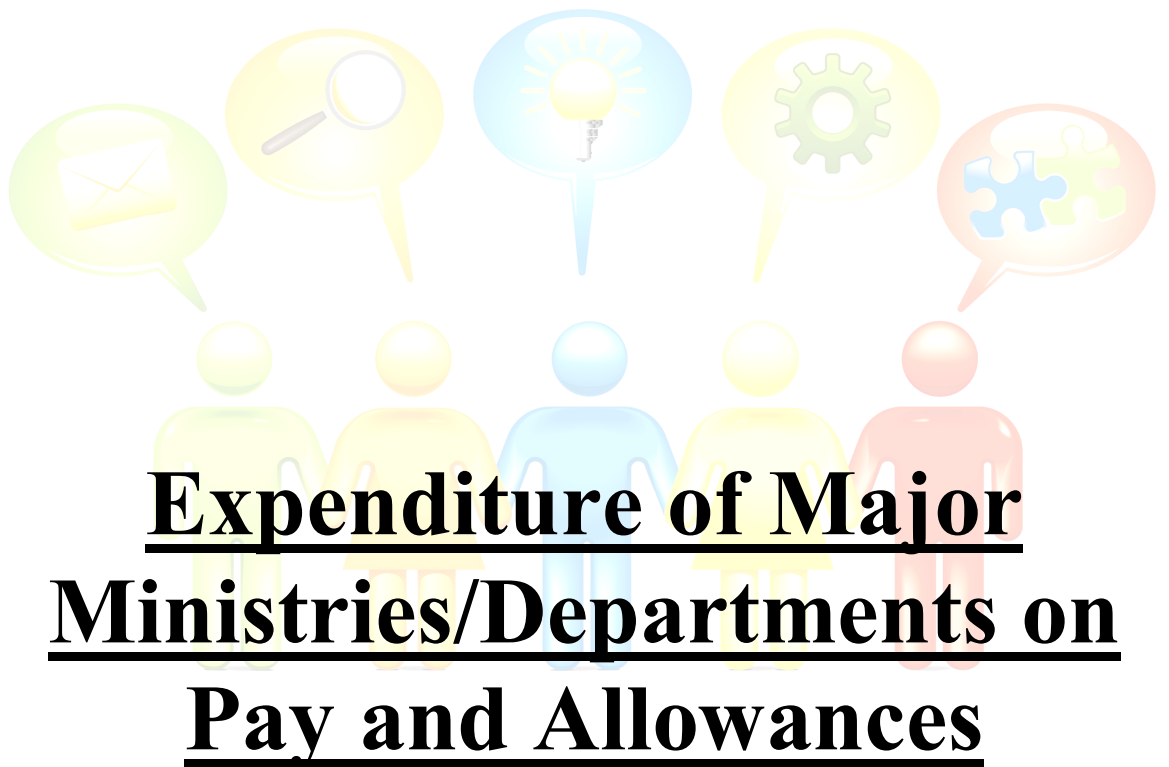 Expenditure of Major
Ministries/Departments on
Pay and Allowances